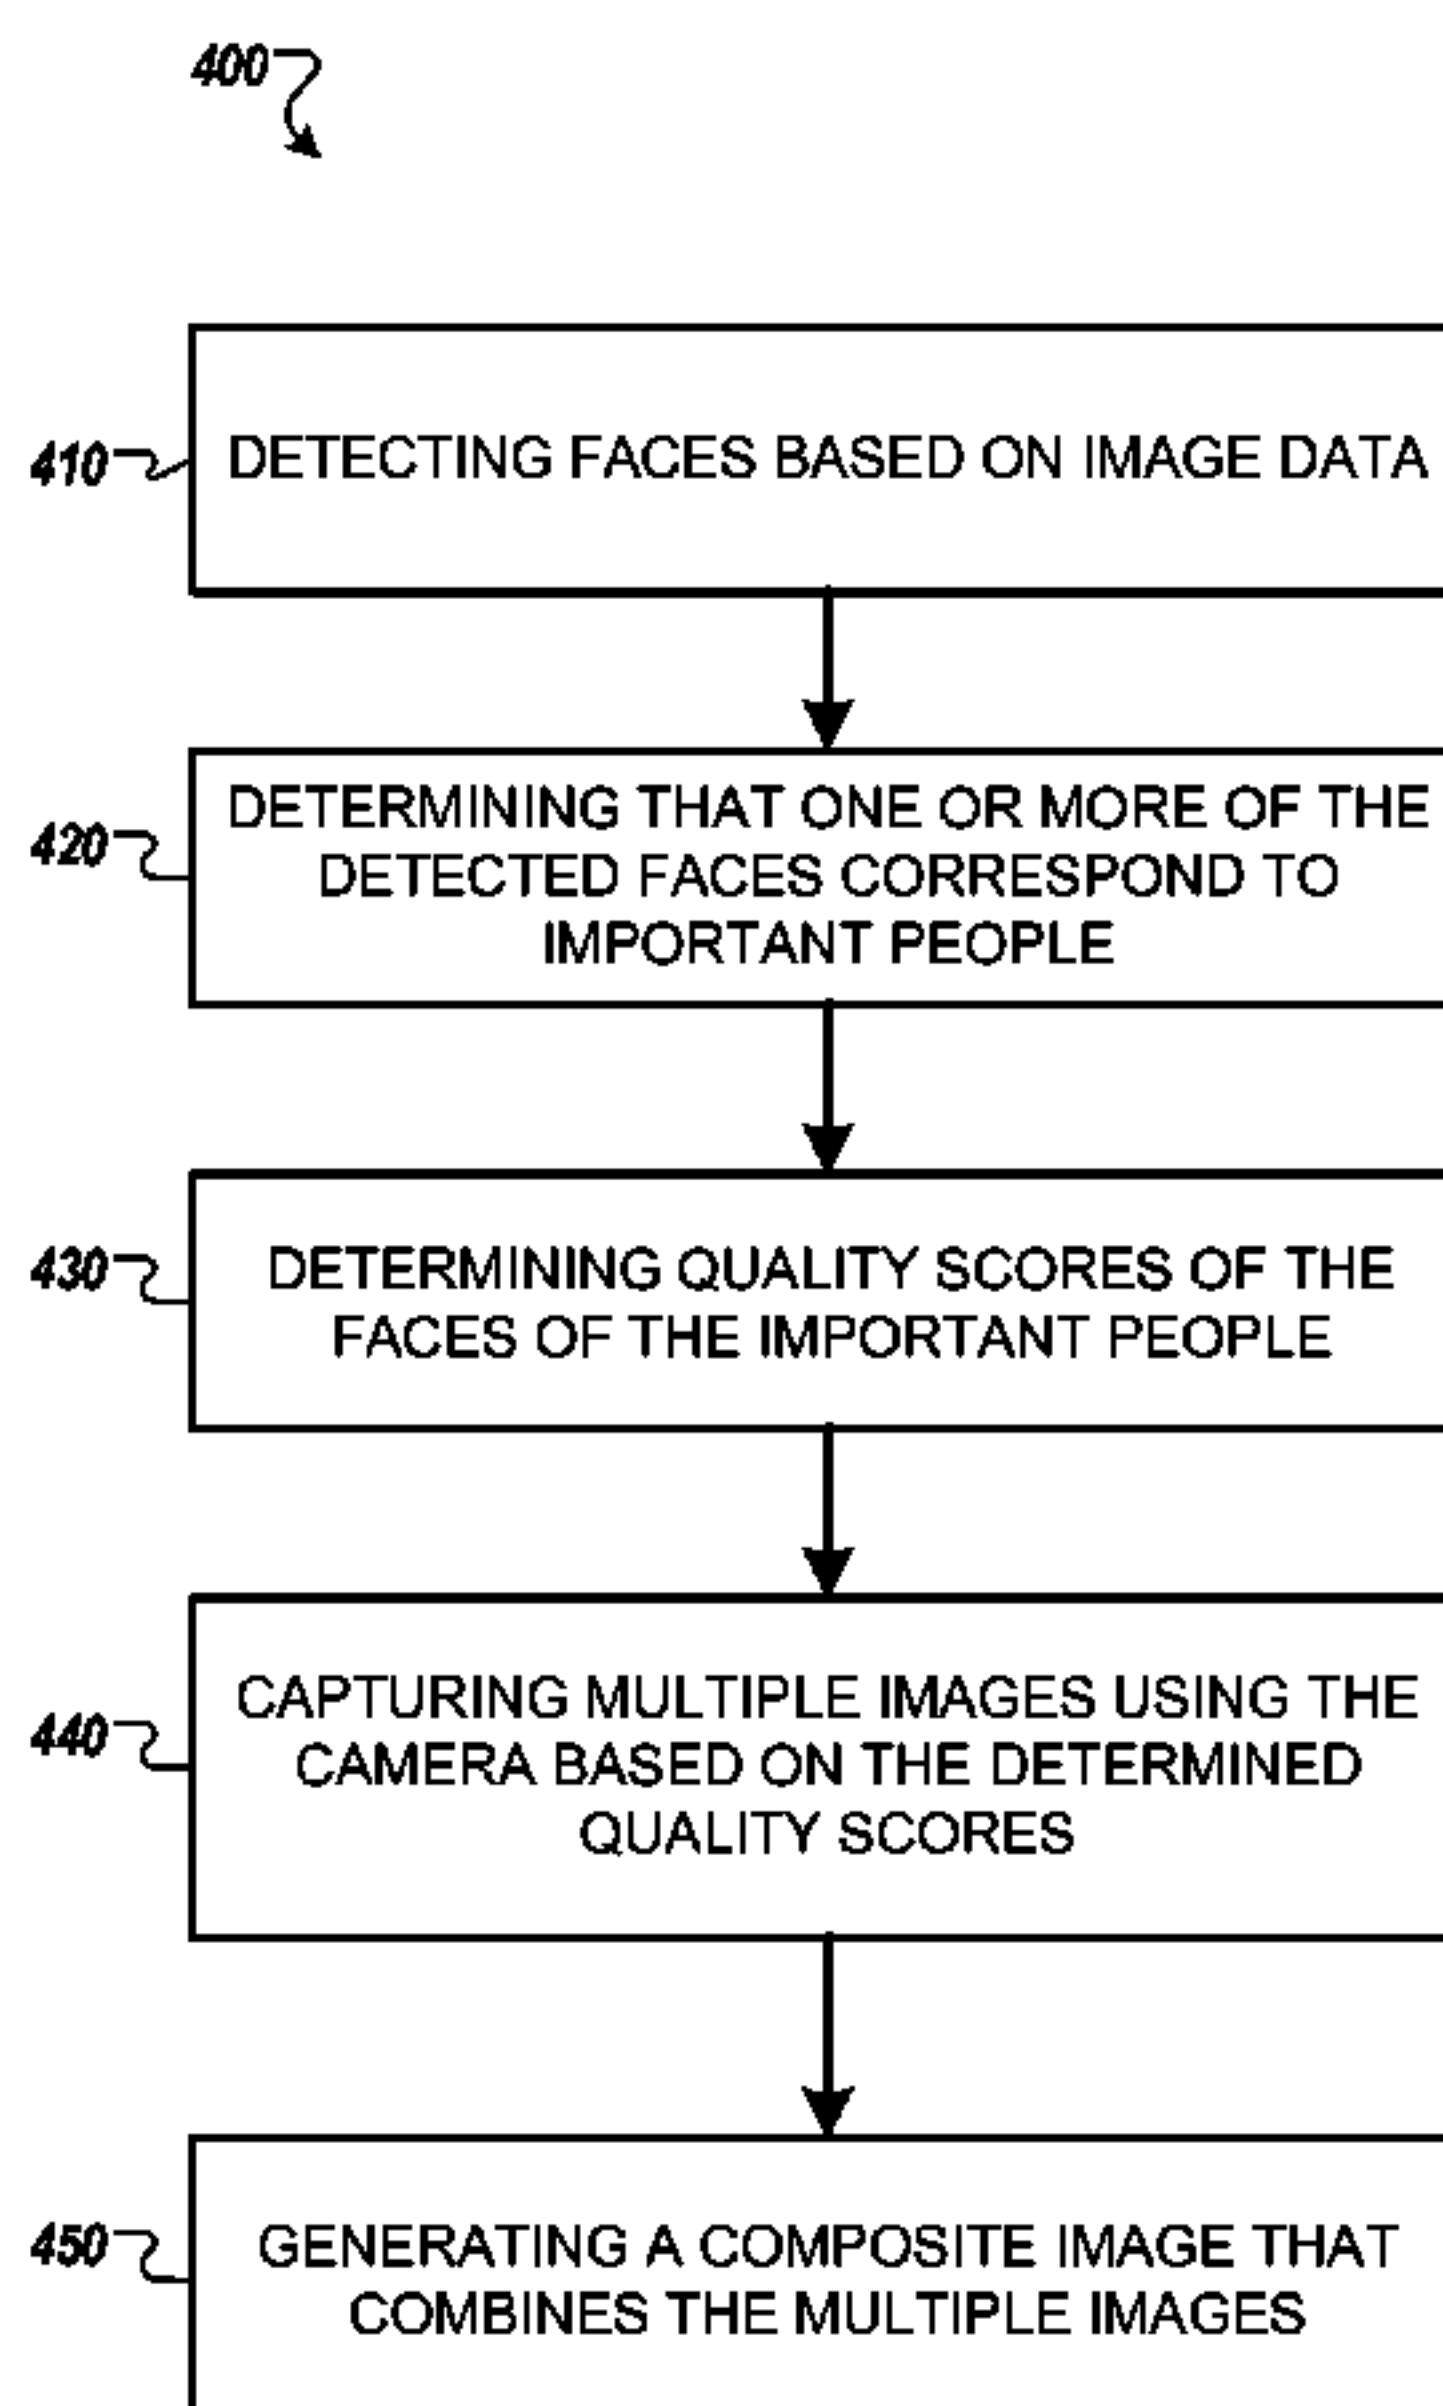 400
410
DETECTING FACES BASED ON IMAGE DATA
420
DETERMINING THAT ONE OR MORE OF THE
DETECTED FACES CORRESPOND TO
IMPORTANT PEOPLE
430
DETERMINING QUALITY SCORES OF THE
FACES OF THE IMPORTANT PEOPLE
440
CAPTURING MULTIPLE IMAGES USING THE
CAMERA BASED ON THE DETERMINED
QUALITY SCORES
450
GENERATING A COMPOSITE IMAGE THAT
COMBINES THE MULTIPLE IMAGES